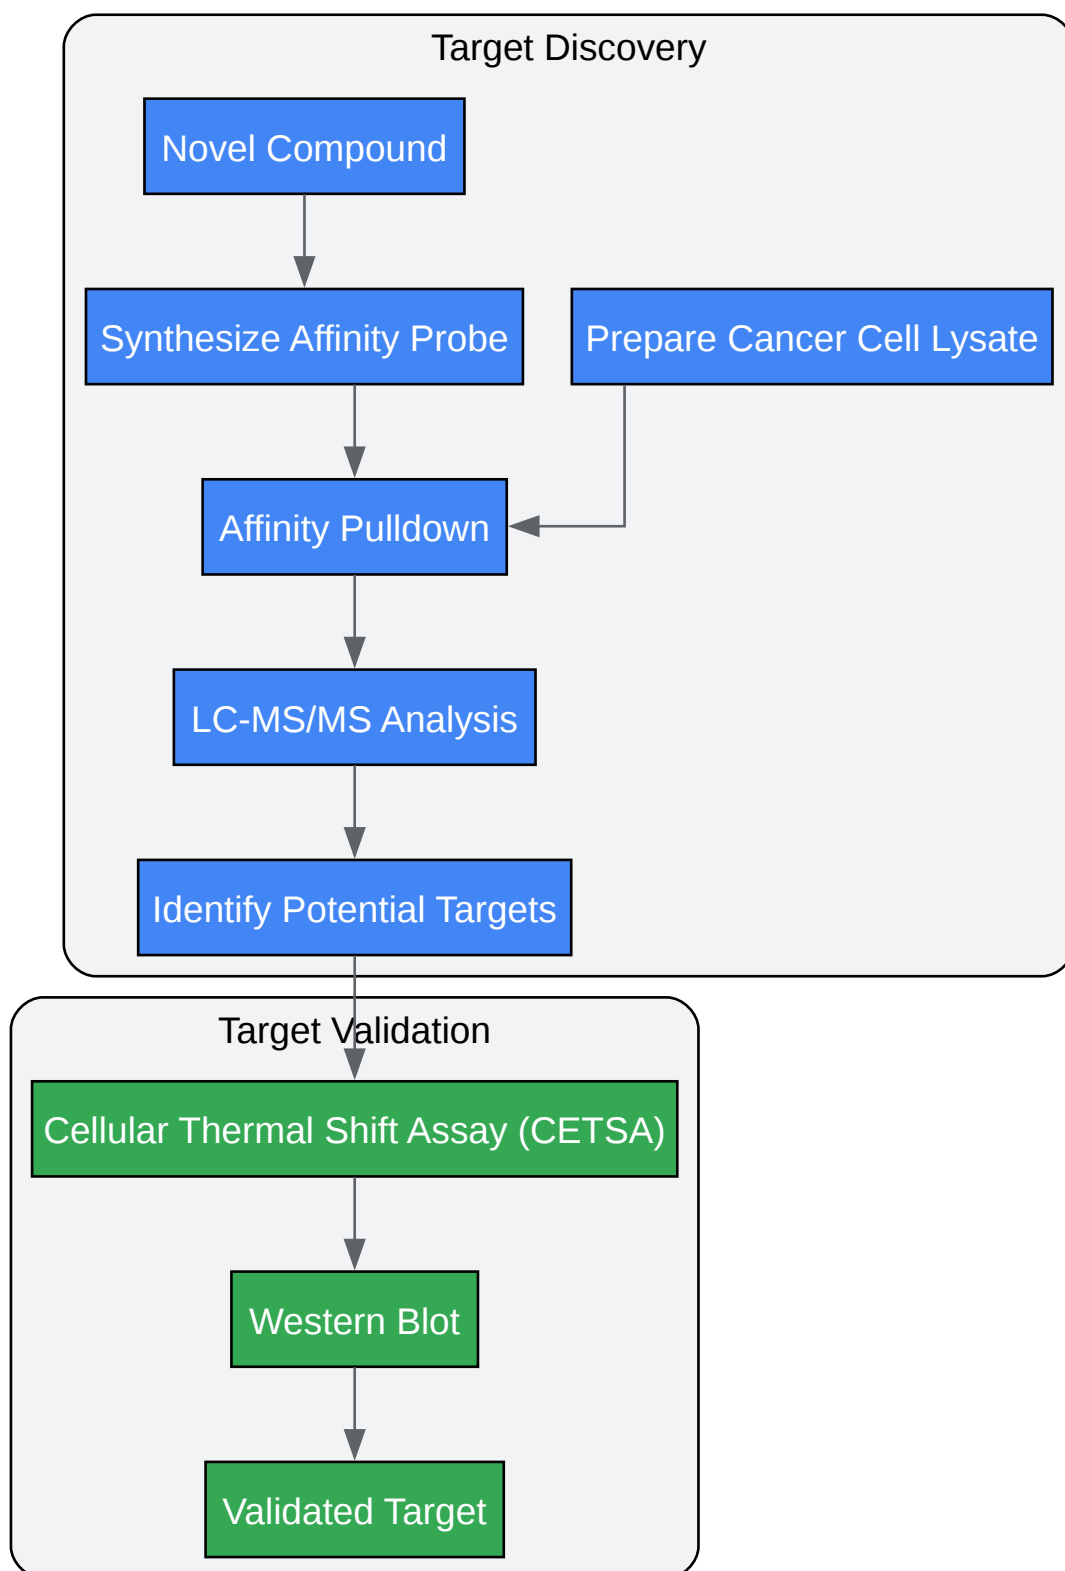 Target Discovery
Novel Compound
Synthesize Affinity Probe
Prepare Cancer Cell Lysate
Affinity Pulldown
LC-MS/MS Analysis
Identify Potential Targets
Target Validation
Cellular Thermal Shift Assay (CETSA)
Western Blot
Validated Target